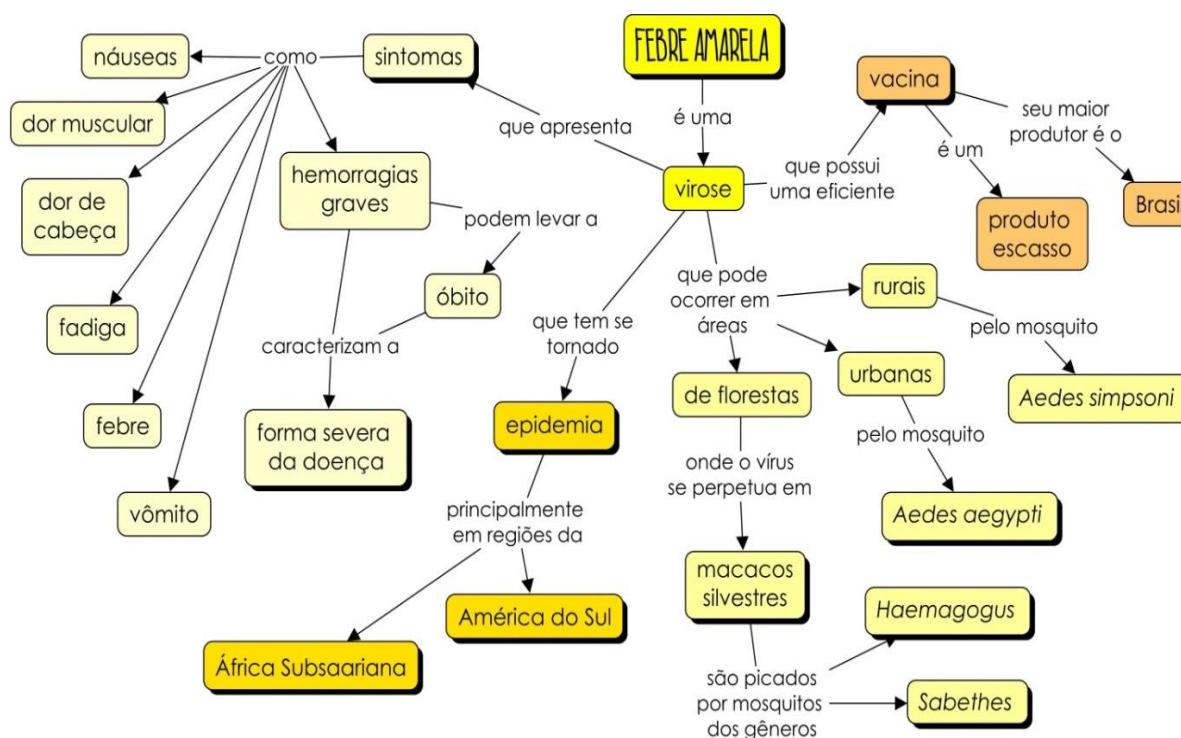 FEBRE AMARELA
é uma
virose
que apresenta
sintomas
como
náuseas
dor muscular
dor de
cabeça
fadiga
febre
vômito
hemorragias
graves
podem levar a
óbito
caracterizam a
forma severa
da doença
que tem se
tornado
epidemia
principalmente
em regiões da
África Subsaariana
América do Sul
que pode
ocorrer em
áreas
de florestas
onde o vírus
se perpetua em
macacos
silvestres
são picados
por mosquitos
dos gêneros
Haemagogus
Sabethes
urbanas
pelo mosquito
Aedes aegypti
rurais
pelo mosquito
Aedes simpsoni
que possui
uma eficiente
vacina
é um
produto
escasso
seu maior
produtor é o
Brasi